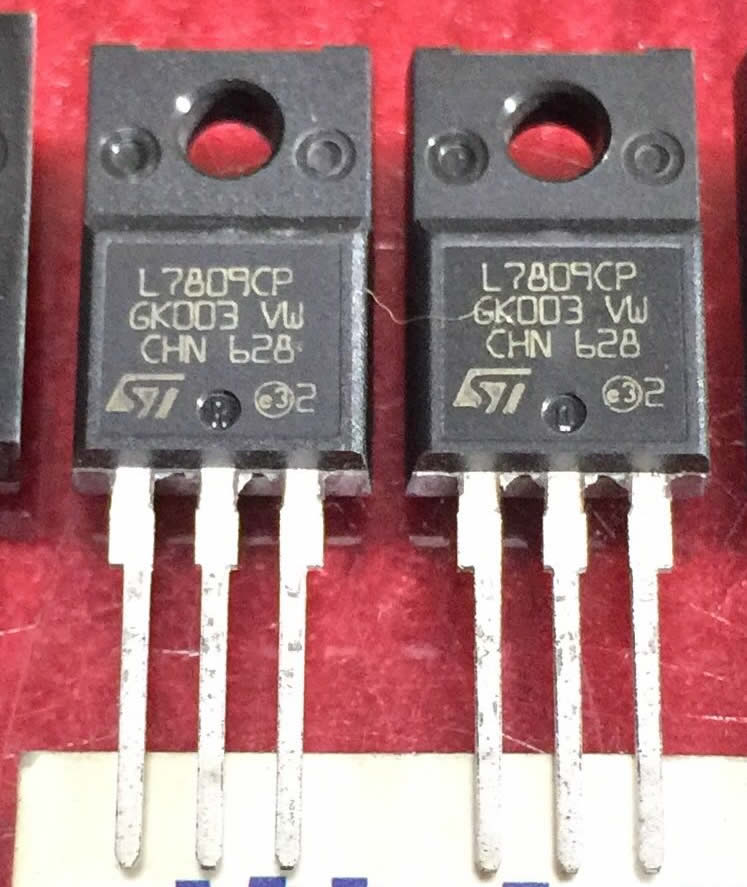 L7809CP
GK003 VW
CHN 628
ST e3 2
L7809CP
GK003 VW
CHN 628
ST e3 2